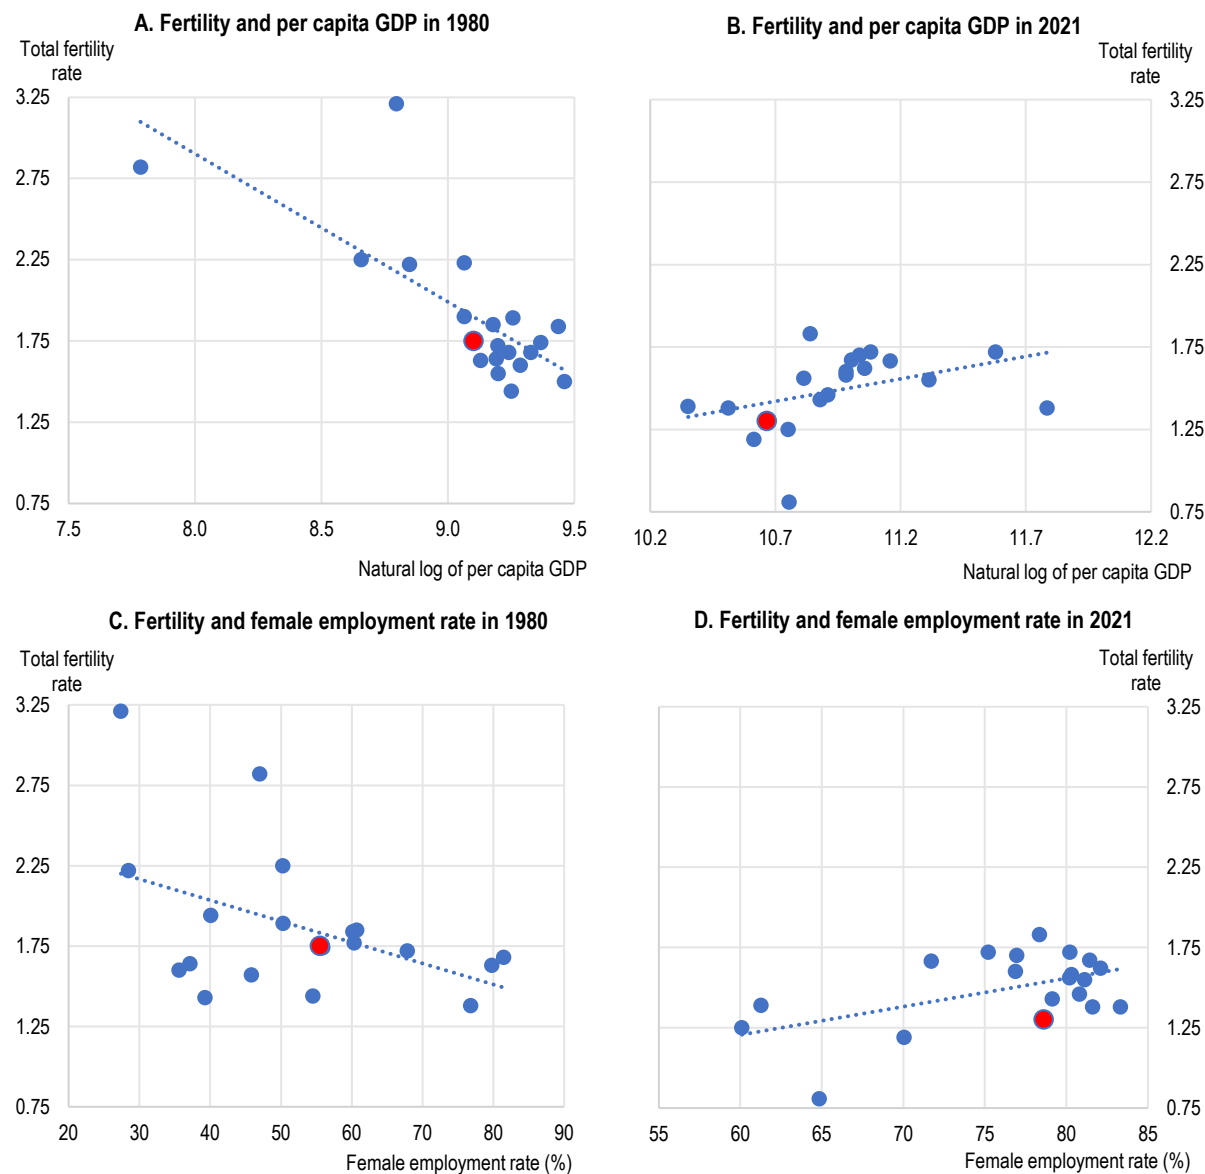 A. Fertility and per capita GDP in 1980
Total fertility
rate
3.25
2.75
2.25
1.75
1.25
0.75
7.5 8.0 8.5 9.0 9.5
Natural log of per capita GDP
B. Fertility and per capita GDP in 2021
Total fertility
rate
3.25
2.75
2.25
1.75
1.25
0.75
10.2 10.7 11.2 11.7 12.2
Natural log of per capita GDP
C. Fertility and female employment rate in 1980
Total fertility
rate
3.25
2.75
2.25
1.75
1.25
0.75
20 30 40 50 60 70 80 90
Female employment rate (%)
D. Fertility and female employment rate in 2021
Total fertility
rate
3.25
2.75
2.25
1.75
1.25
0.75
55 60 65 70 75 80 85
Female employment rate (%)